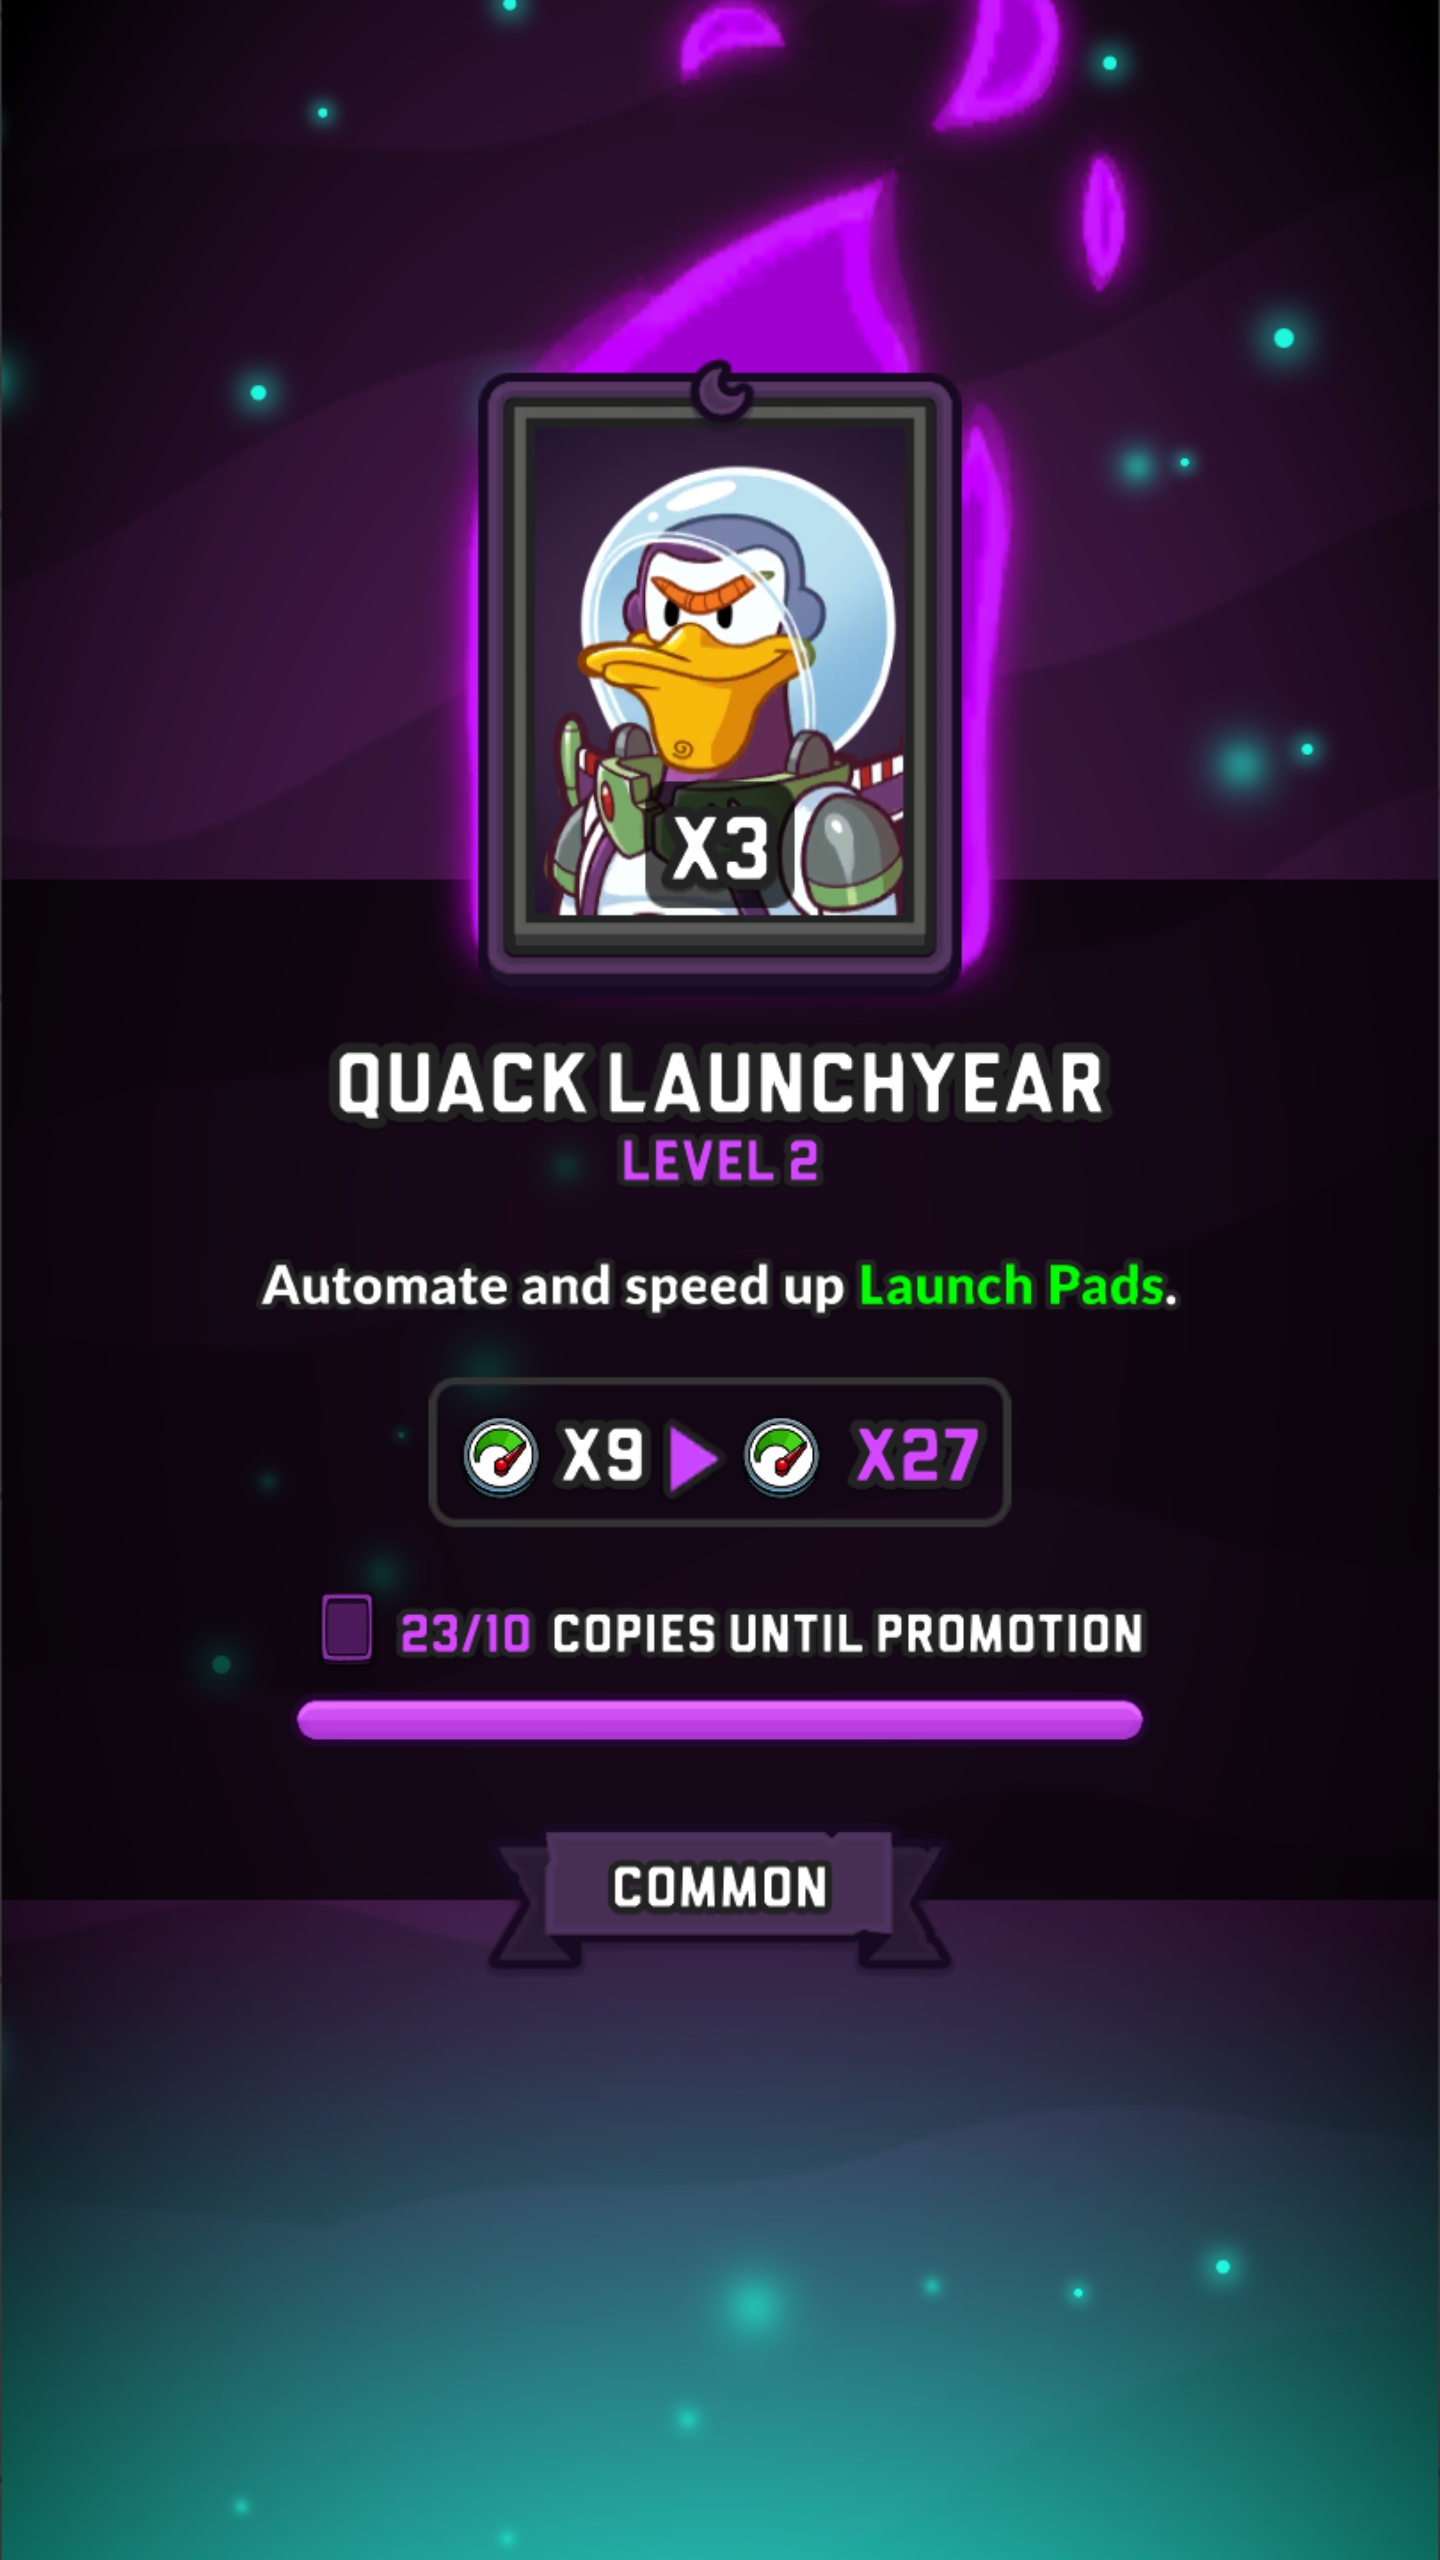 X3
QUACK LAUNCHYEAR
LEVEL 2
Automate and speed up Launch Pads.
X9 X27
23/10 COPIES UNTIL PROMOTION
COMMON